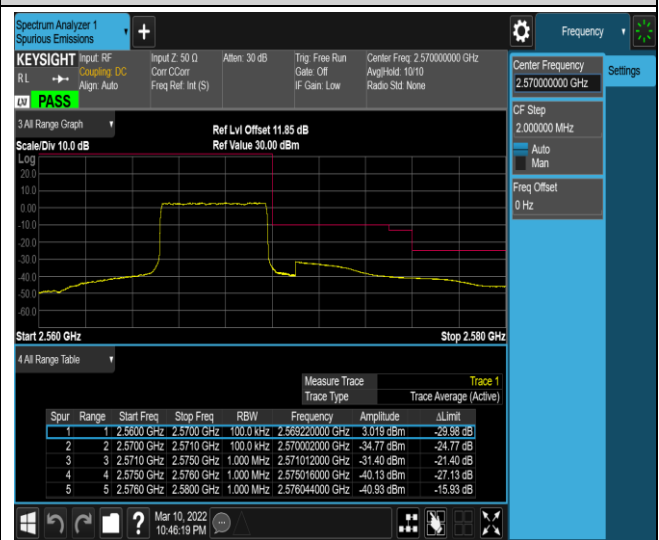 Spectrum Analyzer 1
Spurious Emissions
Frequency
KEYSIGHT Input: RF Input Z: 50 Ω Atten: 30 dB Trig: Free Run Center Freq: 2.570000000 GHz
RL Coupling: DC Corr CCorr Gate: Off Avg|Hold: 10/10
Align: Auto Freq Ref: Int (S) IF Gain: Low Radio Std: None
PASS
3 All Range Graph
Ref Lvl Offset 11.85 dB
Scale/Div 10.0 dB Ref Value 30.00 dBm
Log
20.0
10.0
0.00
-10.0
-20.0
-30.0
-40.0
-50.0
-60.0
Start 2.560 GHz Stop 2.580 GHz
4 All Range Table
Measure Trace Trace 1
Trace Type Trace Average (Active)
Spur Range Start Freq Stop Freq RBW Frequency Amplitude ΔLimit
1 1 2.5600 GHz 2.5700 GHz 100.0 kHz 2.569220000 GHz 3.019 dBm -29.98 dB
2 2 2.5700 GHz 2.5710 GHz 100.0 kHz 2.570002000 GHz -34.77 dBm -24.77 dB
3 3 2.5710 GHz 2.5750 GHz 1.000 MHz 2.571012000 GHz -31.40 dBm -21.40 dB
4 4 2.5750 GHz 2.5760 GHz 1.000 MHz 2.575016000 GHz -40.13 dBm -27.13 dB
5 5 2.5760 GHz 2.5800 GHz 1.000 MHz 2.576044000 GHz -40.93 dBm -15.93 dB
Center Frequency
2.570000000 GHz
Settings
CF Step
2.000000 MHz
Auto
Man
Freq Offset
0 Hz
? Mar 10, 2022
10:46:19 PM